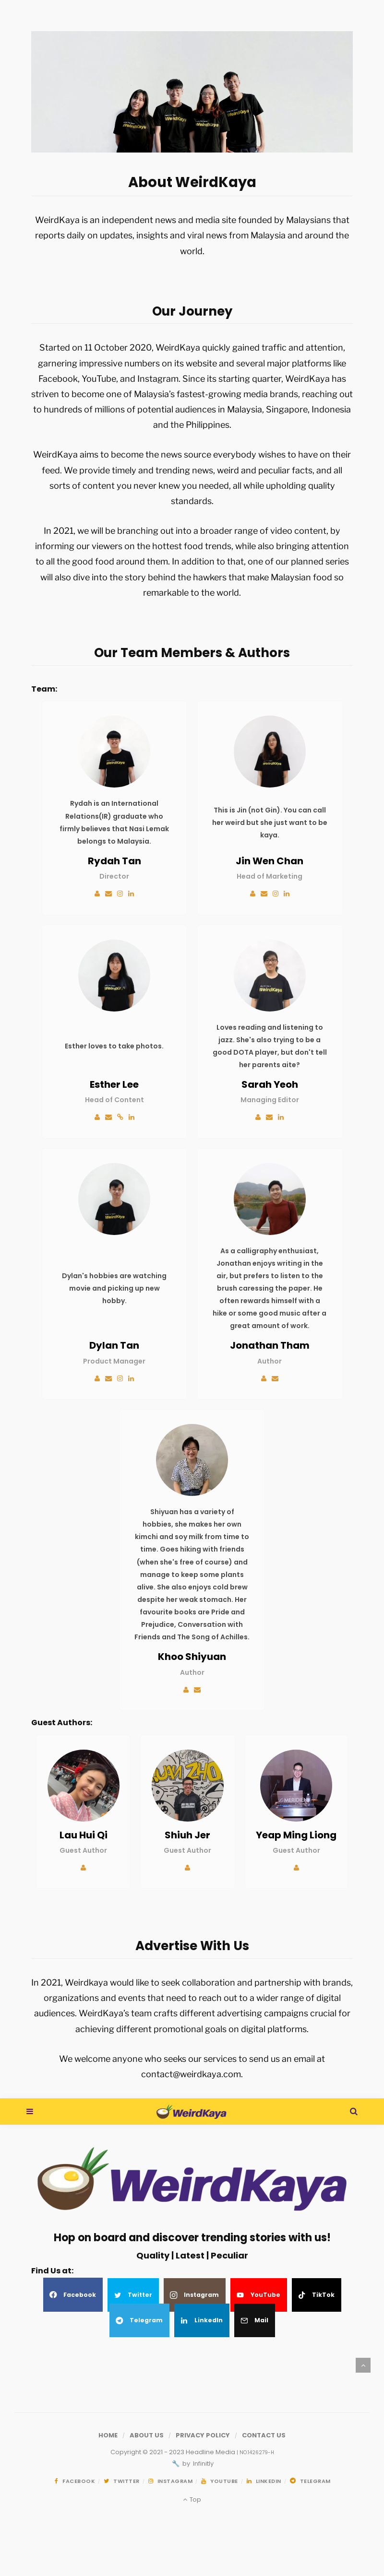 About WeirdKaya
WeirdKaya is an independent news and media site founded by Malaysians that
reports daily on updates, insights and viral news from Malaysia and around the
world.
Our Journey
Started on 11 October 2020, WeirdKaya quickly gained traffic and attention,
garnering impressive numbers on its website and several major platforms like
Facebook, YouTube, and Instagram. Since its starting quarter, WeirdKaya has
striven to become one of Malaysia's fastest-growing media brands, reaching out
to hundreds of millions of potential audiences in Malaysia, Singapore, Indonesia
and the Philippines.
WeirdKaya aims to become the news source everybody wishes to have on their
feed. We provide timely and trending news, weird and peculiar facts, and all
sorts of content you never knew you needed, all while upholding quality
standards.
In 2021, we will be branching out into a broader range of video content, by
informing our viewers on the hottest food trends, while also bringing attention
to all the good food around them. In addition to that, one of our planned series
will also dive into the story behind the hawkers that make Malaysian food so
remarkable to the world.
Our Team Members & Authors
Team:
Rydah is an International
Relations(IR) graduate who
firmly believes that Nasi Lemak
belongs to Malaysia.
Rydah Tan
Director
This is Jin (not Gin). You can call
her weird but she just want to be
kaya.
Jin Wen Chan
Head of Marketing
Esther loves to take photos.
Esther Lee
Head of Content
Loves reading and listening to
jazz. She's also trying to be a
good DOTA player, but don't tell
her parents aite?
Sarah Yeoh
Managing Editor
Dylan's hobbies are watching
movie and picking up new
hobby.
Dylan Tan
Product Manager
As a calligraphy enthusiast,
Jonathan enjoys writing in the
air, but prefers to listen to the
brush caressing the paper. He
often rewards himself with a
hike or some good music after a
great amount of work.
Jonathan Tham
Author
Shiyuan has a variety of
hobbies, she makes her own
kimchi and soy milk from time to
time. Goes hiking with friends
(when she's free of course) and
manage to keep some plants
alive. She also enjoys cold brew
despite her weak stomach. Her
favourite books are Pride and
Prejudice, Conversation with
Friends and The Song of Achilles.
Khoo Shiyuan
Author
Guest Authors:
Lau Hui Qi
Guest Author
Shiuh Jer
Guest Author
Yeap Ming Liong
Guest Author
Advertise With Us
In 2021, Weirdkaya would like to seek collaboration and partnership with brands,
organizations and events that need to reach out to a wider range of digital
audiences. WeirdKaya's team crafts different advertising campaigns crucial for
achieving different promotional goals on digital platforms.
We welcome anyone who seeks our services to send us an email at
contact@weirdkaya.com.
WeirdKaya
WeirdKaya
Hop on board and discover trending stories with us!
Quality | Latest | Peculiar
Find Us at:
Facebook Twitter Instagram YouTube TikTok
Telegram LinkedIn Mail
HOME / ABOUT US / PRIVACY POLICY / CONTACT US
Copyright © 2021 - 2023 Headline Media | NO1426279-H
🔧 by Infinitly
FACEBOOK TWITTER INSTAGRAM YOUTUBE LINKEDIN TELEGRAM
Top